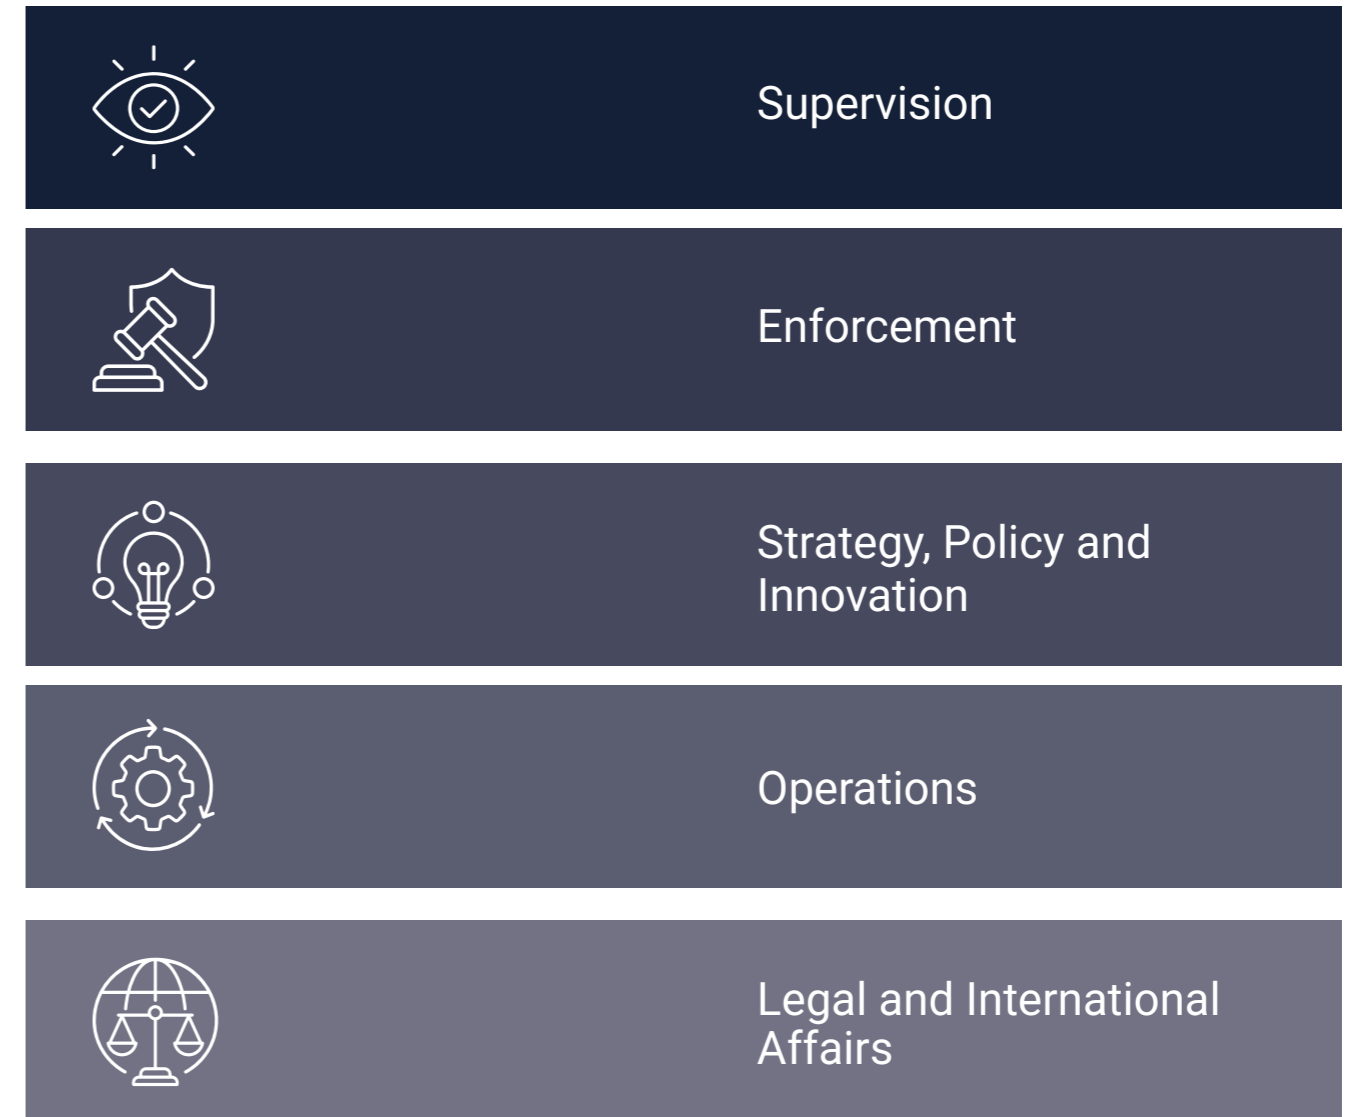 Supervision
Enforcement
Strategy, Policy and
Innovation
Operations
Legal and International
Affairs